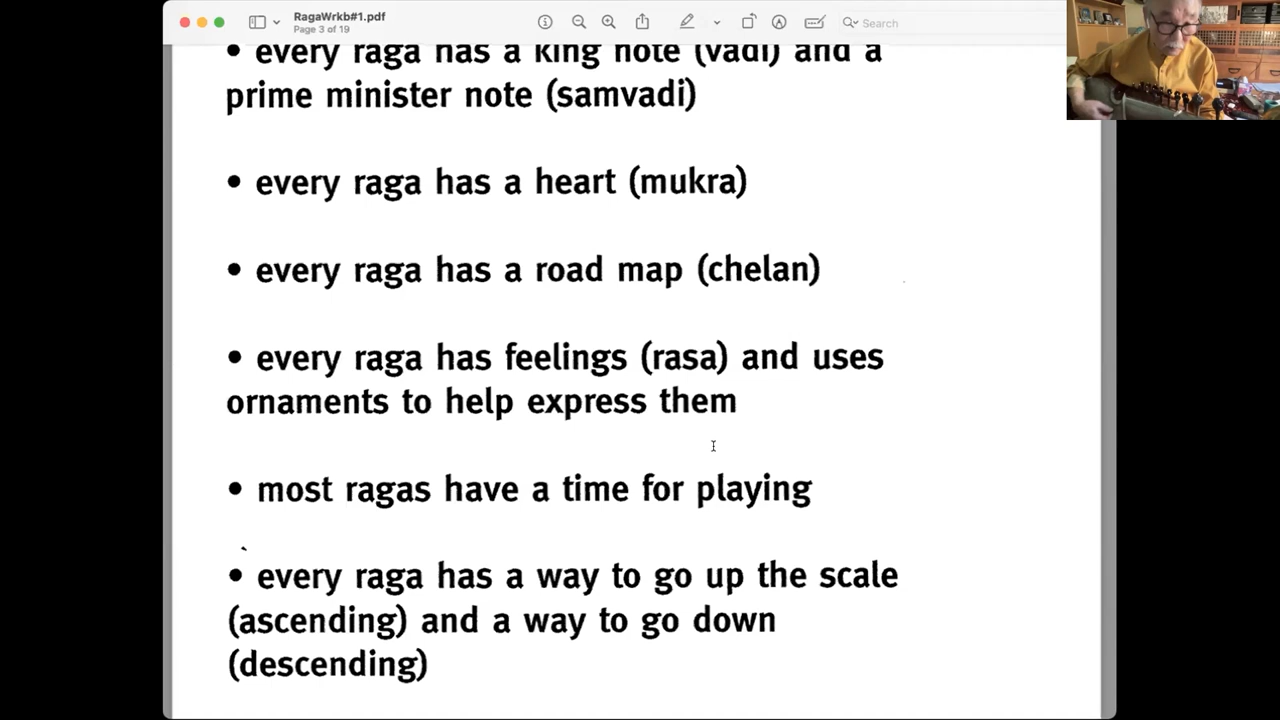 RagaWrkb#1.pdf
Page 3 of 19
Search
• every raga has a king note (vadi) and a
prime minister note (samvadi)
• every raga has a heart (mukra)
• every raga has a road map (chelan)
• every raga has feelings (rasa) and uses
ornaments to help express them
• most ragas have a time for playing
• every raga has a way to go up the scale
(ascending) and a way to go down
(descending)